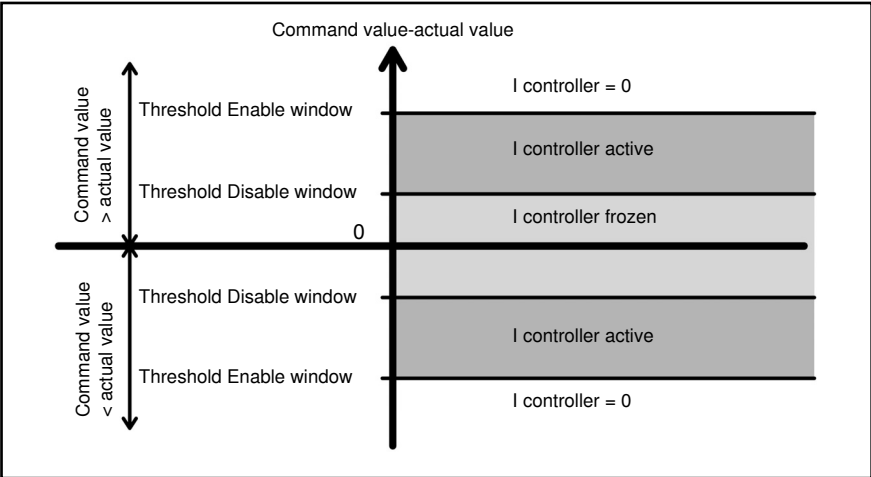 Command value-actual value
I controller = 0
Threshold Enable window
I controller active
Threshold Disable window
I controller frozen
Command value
> actual value
0
Threshold Disable window
I controller active
Threshold Enable window
I controller = 0
Command value
< actual value